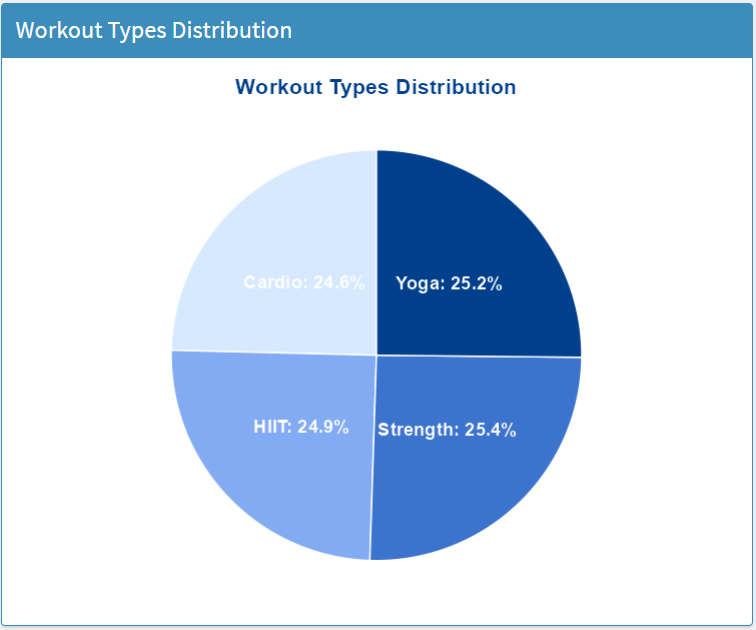 Workout Types Distribution
Workout Types Distribution
Cardio: 24.6%
Yoga: 25.2%
HIIT: 24.9%
Strength: 25.4%